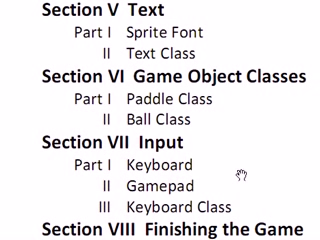 Section V Text
Part I Sprite Font
II Text Class
Section VI Game Object Classes
Part I Paddle Class
II Ball Class
Section VII Input
Part I Keyboard
II Gamepad
III Keyboard Class
Section VIII Finishing the Game